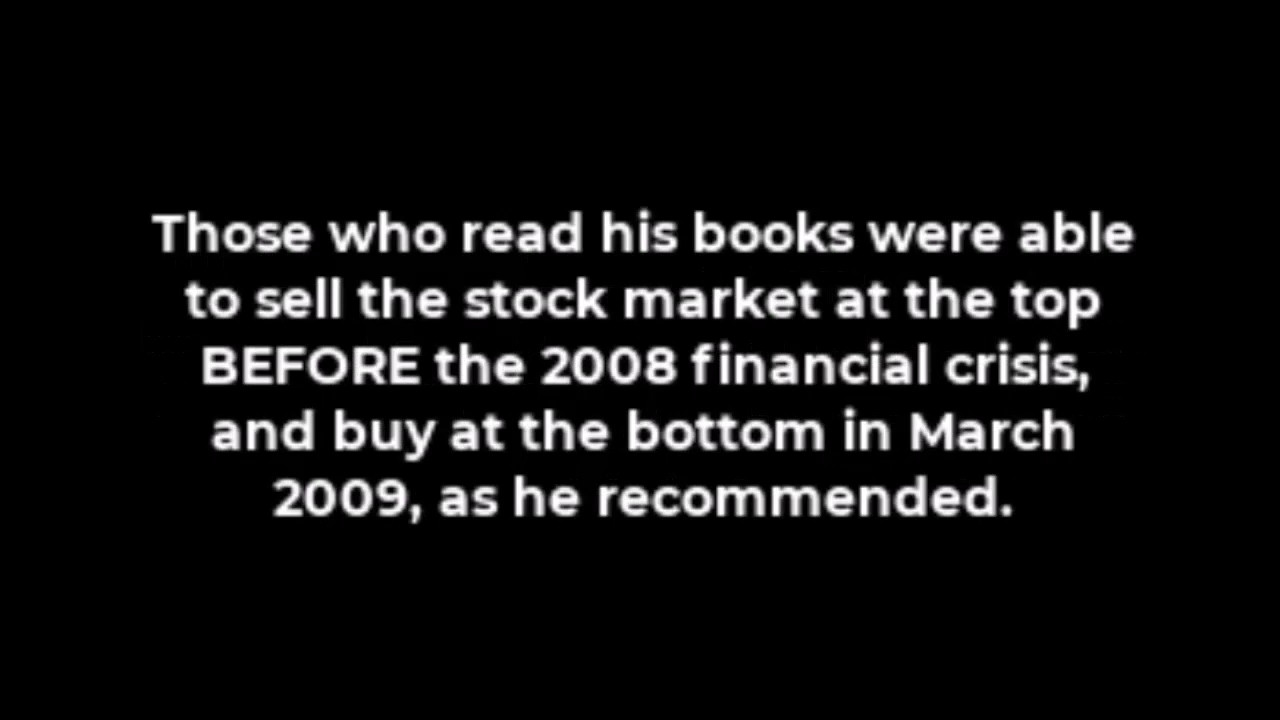 Those who read his books were able
to sell the stock market at the top
BEFORE the 2008 financial crisis,
and buy at the bottom in March
2009, as he recommended.